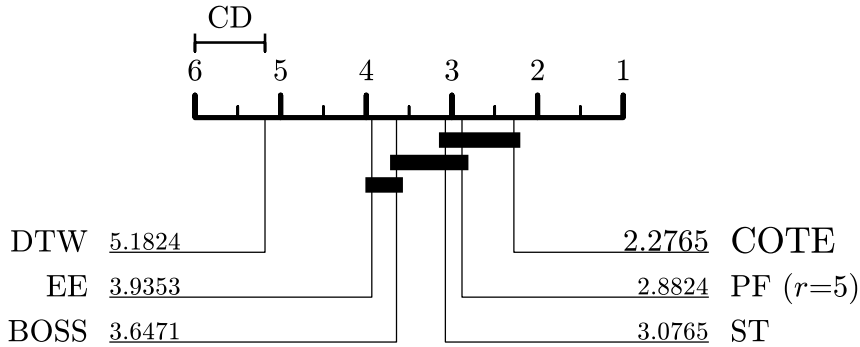 CD
6 5 4 3 2 1
DTW 5.1824 2.2765 COTE
EE 3.9353 2.8824 PF (r=5)
BOSS 3.6471 3.0765 ST